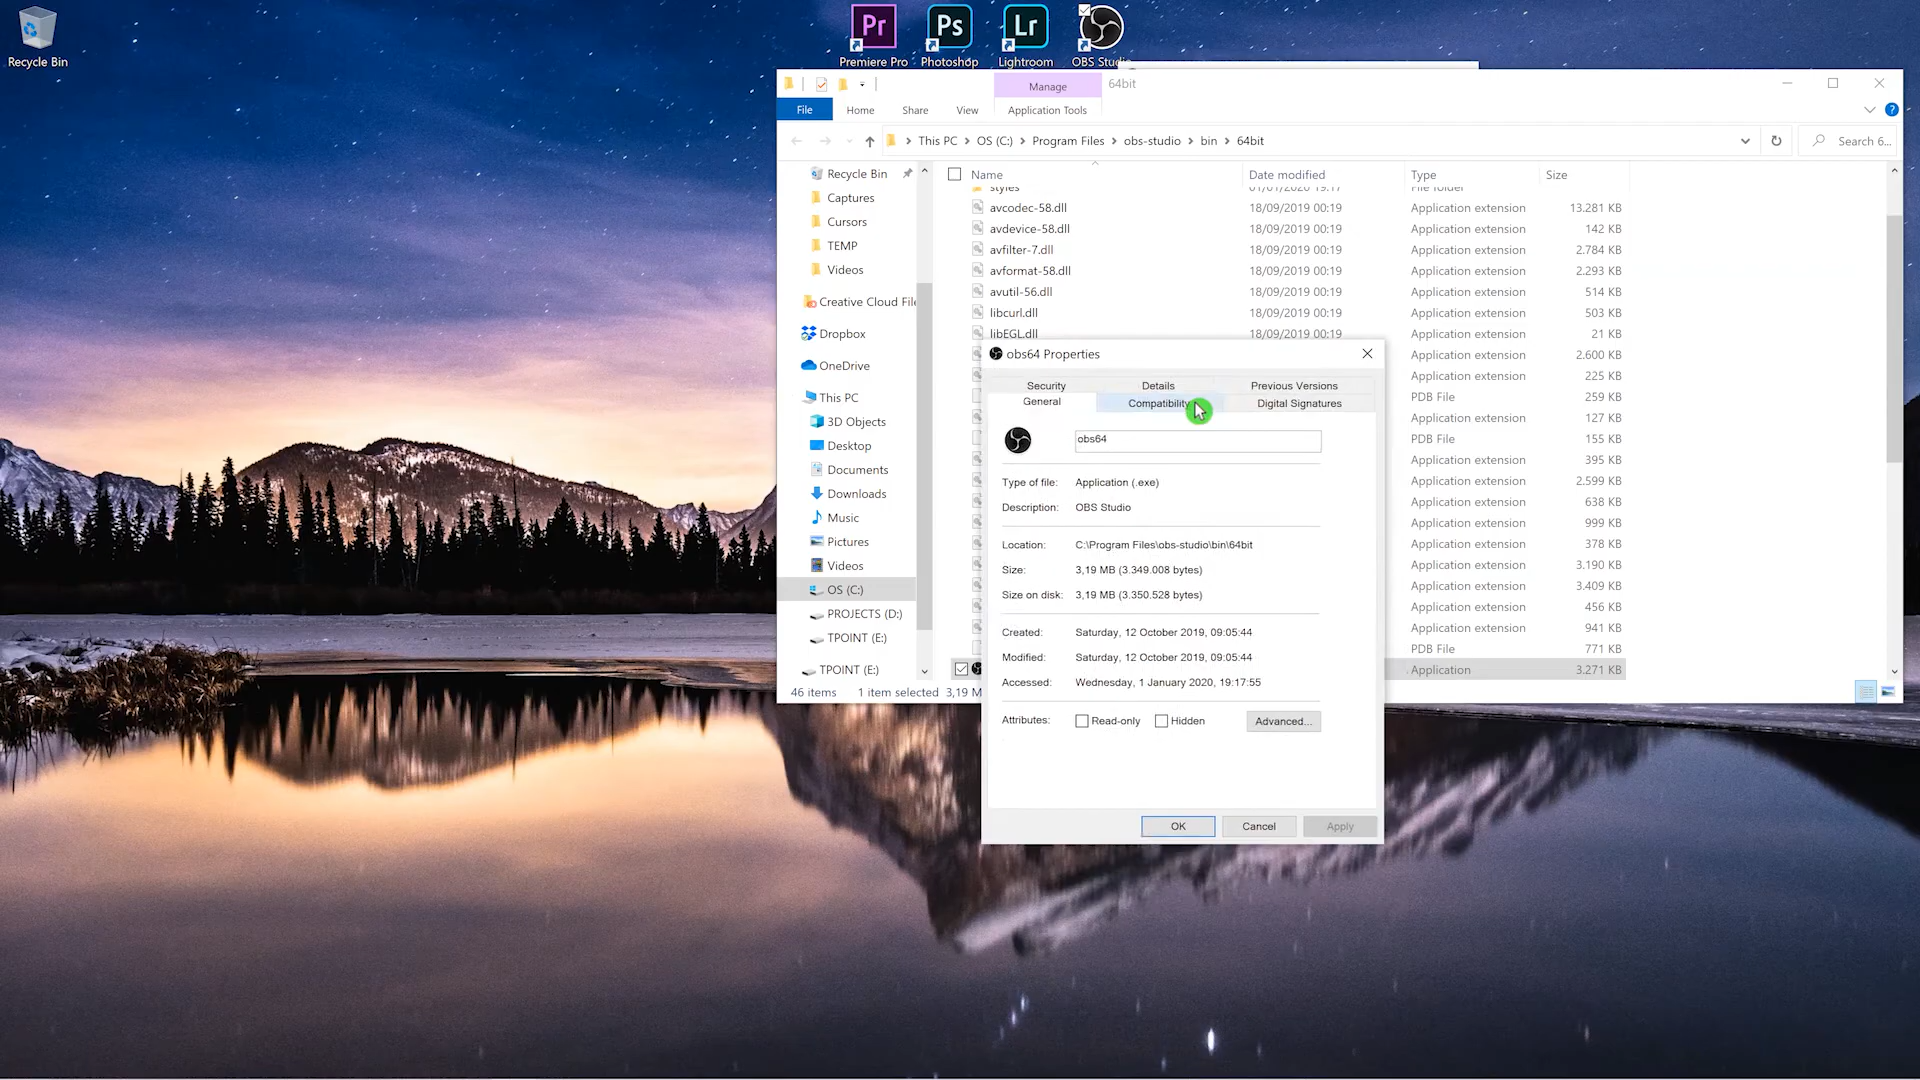 Recycle Bin
Premiere Pro
Photoshop
Lightroom
OBS Studio
Pr
Ps
Lr
Manage
64bit
File
Home
Share
View
Application Tools
This PC > OS (C:) > Program Files > obs-studio > bin > 64bit
Search 6...
Recycle Bin
Captures
Cursors
TEMP
Videos
Creative Cloud File
Dropbox
OneDrive
This PC
3D Objects
Desktop
Documents
Downloads
Music
Pictures
Videos
OS (C:)
PROJECTS (D:)
TPOINT (E:)
TPOINT (E:)
Name Date modified Type Size
styles 01/01/2020 19:17 File folder
avcodec-58.dll 18/09/2019 00:19 Application extension 13.281 KB
avdevice-58.dll 18/09/2019 00:19 Application extension 142 KB
avfilter-7.dll 18/09/2019 00:19 Application extension 2.784 KB
avformat-58.dll 18/09/2019 00:19 Application extension 2.293 KB
avutil-56.dll 18/09/2019 00:19 Application extension 514 KB
libcurl.dll 18/09/2019 00:19 Application extension 503 KB
libEGL.dll 18/09/2019 00:19 Application extension 21 KB
Application extension 2.600 KB
Application extension 225 KB
PDB File 259 KB
Application extension 127 KB
PDB File 155 KB
Application extension 395 KB
Application extension 2.599 KB
Application extension 638 KB
Application extension 999 KB
Application extension 378 KB
Application extension 3.190 KB
Application extension 3.409 KB
Application extension 456 KB
Application extension 941 KB
PDB File 771 KB
Application 3.271 KB
46 items 1 item selected 3,19 M
obs64 Properties
Security Details Previous Versions
General Compatibility Digital Signatures
obs64
Type of file: Application (.exe)
Description: OBS Studio
Location: C:\Program Files\obs-studio\bin\64bit
Size: 3,19 MB (3.349.008 bytes)
Size on disk: 3,19 MB (3.350.528 bytes)
Created: Saturday, 12 October 2019, 09:05:44
Modified: Saturday, 12 October 2019, 09:05:44
Accessed: Wednesday, 1 January 2020, 19:17:55
Attributes: Read-only Hidden Advanced...
OK Cancel Apply